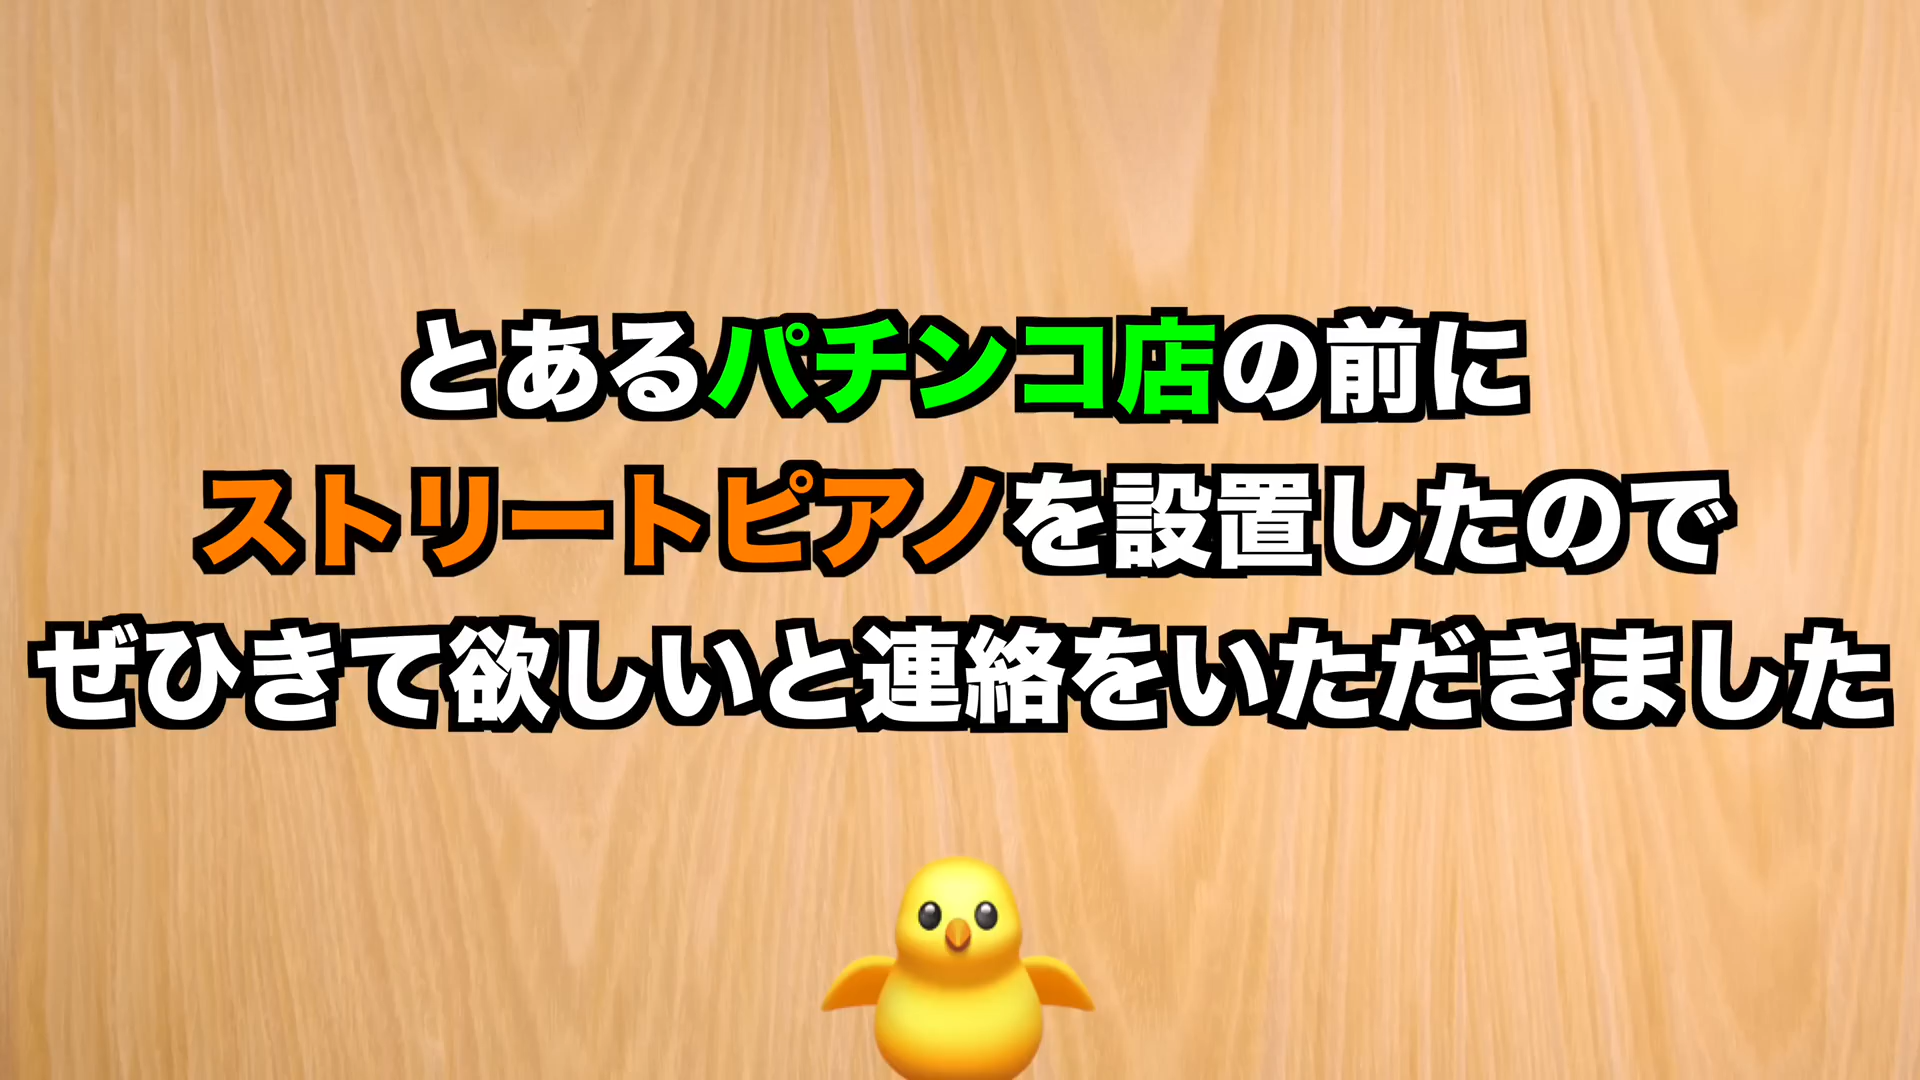 とあるパチンコ店の前に
ストリートピアノを設置したので
ぜひきて欲しいと連絡をいただきました